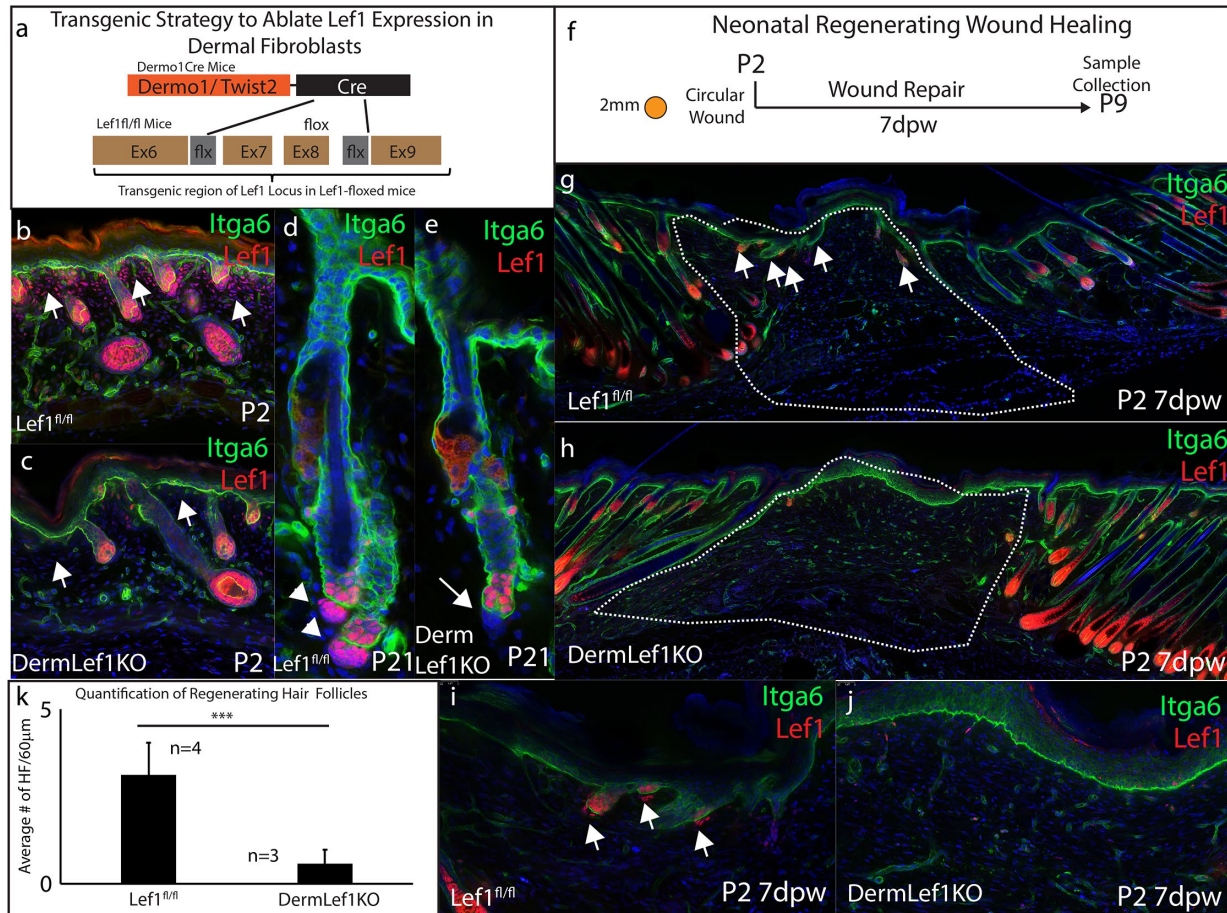 a
Transgenic Strategy to Ablate Lef1 Expression in
Dermal Fibroblasts
Dermo1Cre Mice
Dermo1/Twist2
Cre
Lef1fl/fl Mice
flox
Ex6
flx
Ex7
Ex8
flx
Ex9
Transgenic region of Lef1 Locus in Lef1-floxed mice
b
Itga6
Lef1
Lef1fl/fl
P2
c
Itga6
Lef1
DermLef1KO
P2
d
Itga6
Lef1
Lef1fl/fl
P21
e
Itga6
Lef1
Derm
Lef1KO
P21
f
Neonatal Regenerating Wound Healing
2mm
Circular
Wound
P2
Wound Repair
7dpw
Sample
Collection
P9
g
Itga6
Lef1
Lef1fl/fl
P2 7dpw
h
Itga6
Lef1
DermLef1KO
P2 7dpw
k
Quantification of Regenerating Hair Follicles
Average # of HF/60µm
5
0
***
n=4
n=3
Lef1fl/fl
DermLef1KO
i
Itga6
Lef1
Lef1fl/fl
P2 7dpw
j
Itga6
Lef1
DermLef1KO
P2 7dpw